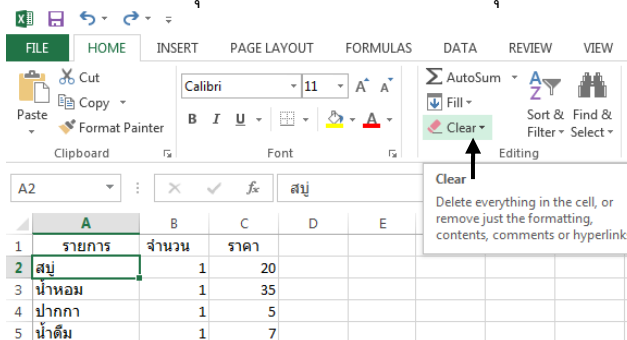 FILE HOME INSERT PAGE LAYOUT FORMULAS DATA REVIEW VIEW
Cut
Copy
Format Painter
Paste
Clipboard
Calibri 11 A A
B I U A
Font
AutoSum
Fill
Clear
Sort & Filter
Find & Select
Editing
Clear
Delete everything in the cell, or
remove just the formatting,
contents, comments or hyperlink
A2 fx สบู่
A B C D E
1 รายการ จำนวน ราคา
2 สบู่ 1 20
3 น้ำหอม 1 35
4 ปากกา 1 5
5 น้ำดื่ม 1 7